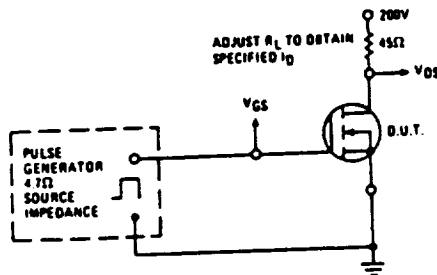 200V
ADJUST RL TO OBTAIN
SPECIFIED ID
45Ω
VDS
VGS
D.U.T.
PULSE
GENERATOR
4.7Ω
SOURCE
IMPEDANCE